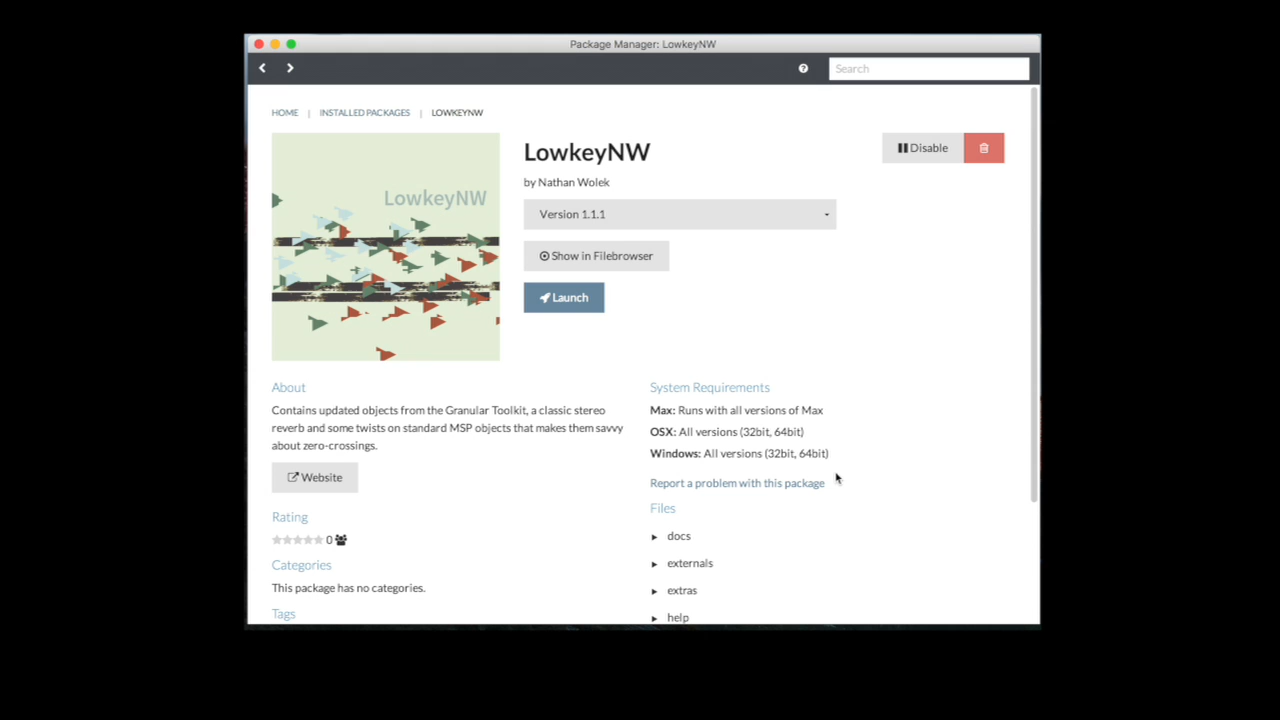 Package Manager: LowkeyNW
Search
HOME | INSTALLED PACKAGES | LOWKEYNW
LowkeyNW
LowkeyNW
by Nathan Wolek
Version 1.1.1
Show in Filebrowser
Launch
Disable
About
Contains updated objects from the Granular Toolkit, a classic stereo
reverb and some twists on standard MSP objects that makes them savvy
about zero-crossings.
Website
Rating
0
Categories
This package has no categories.
Tags
System Requirements
Max: Runs with all versions of Max
OSX: All versions (32bit, 64bit)
Windows: All versions (32bit, 64bit)
Report a problem with this package
Files
docs
externals
extras
help